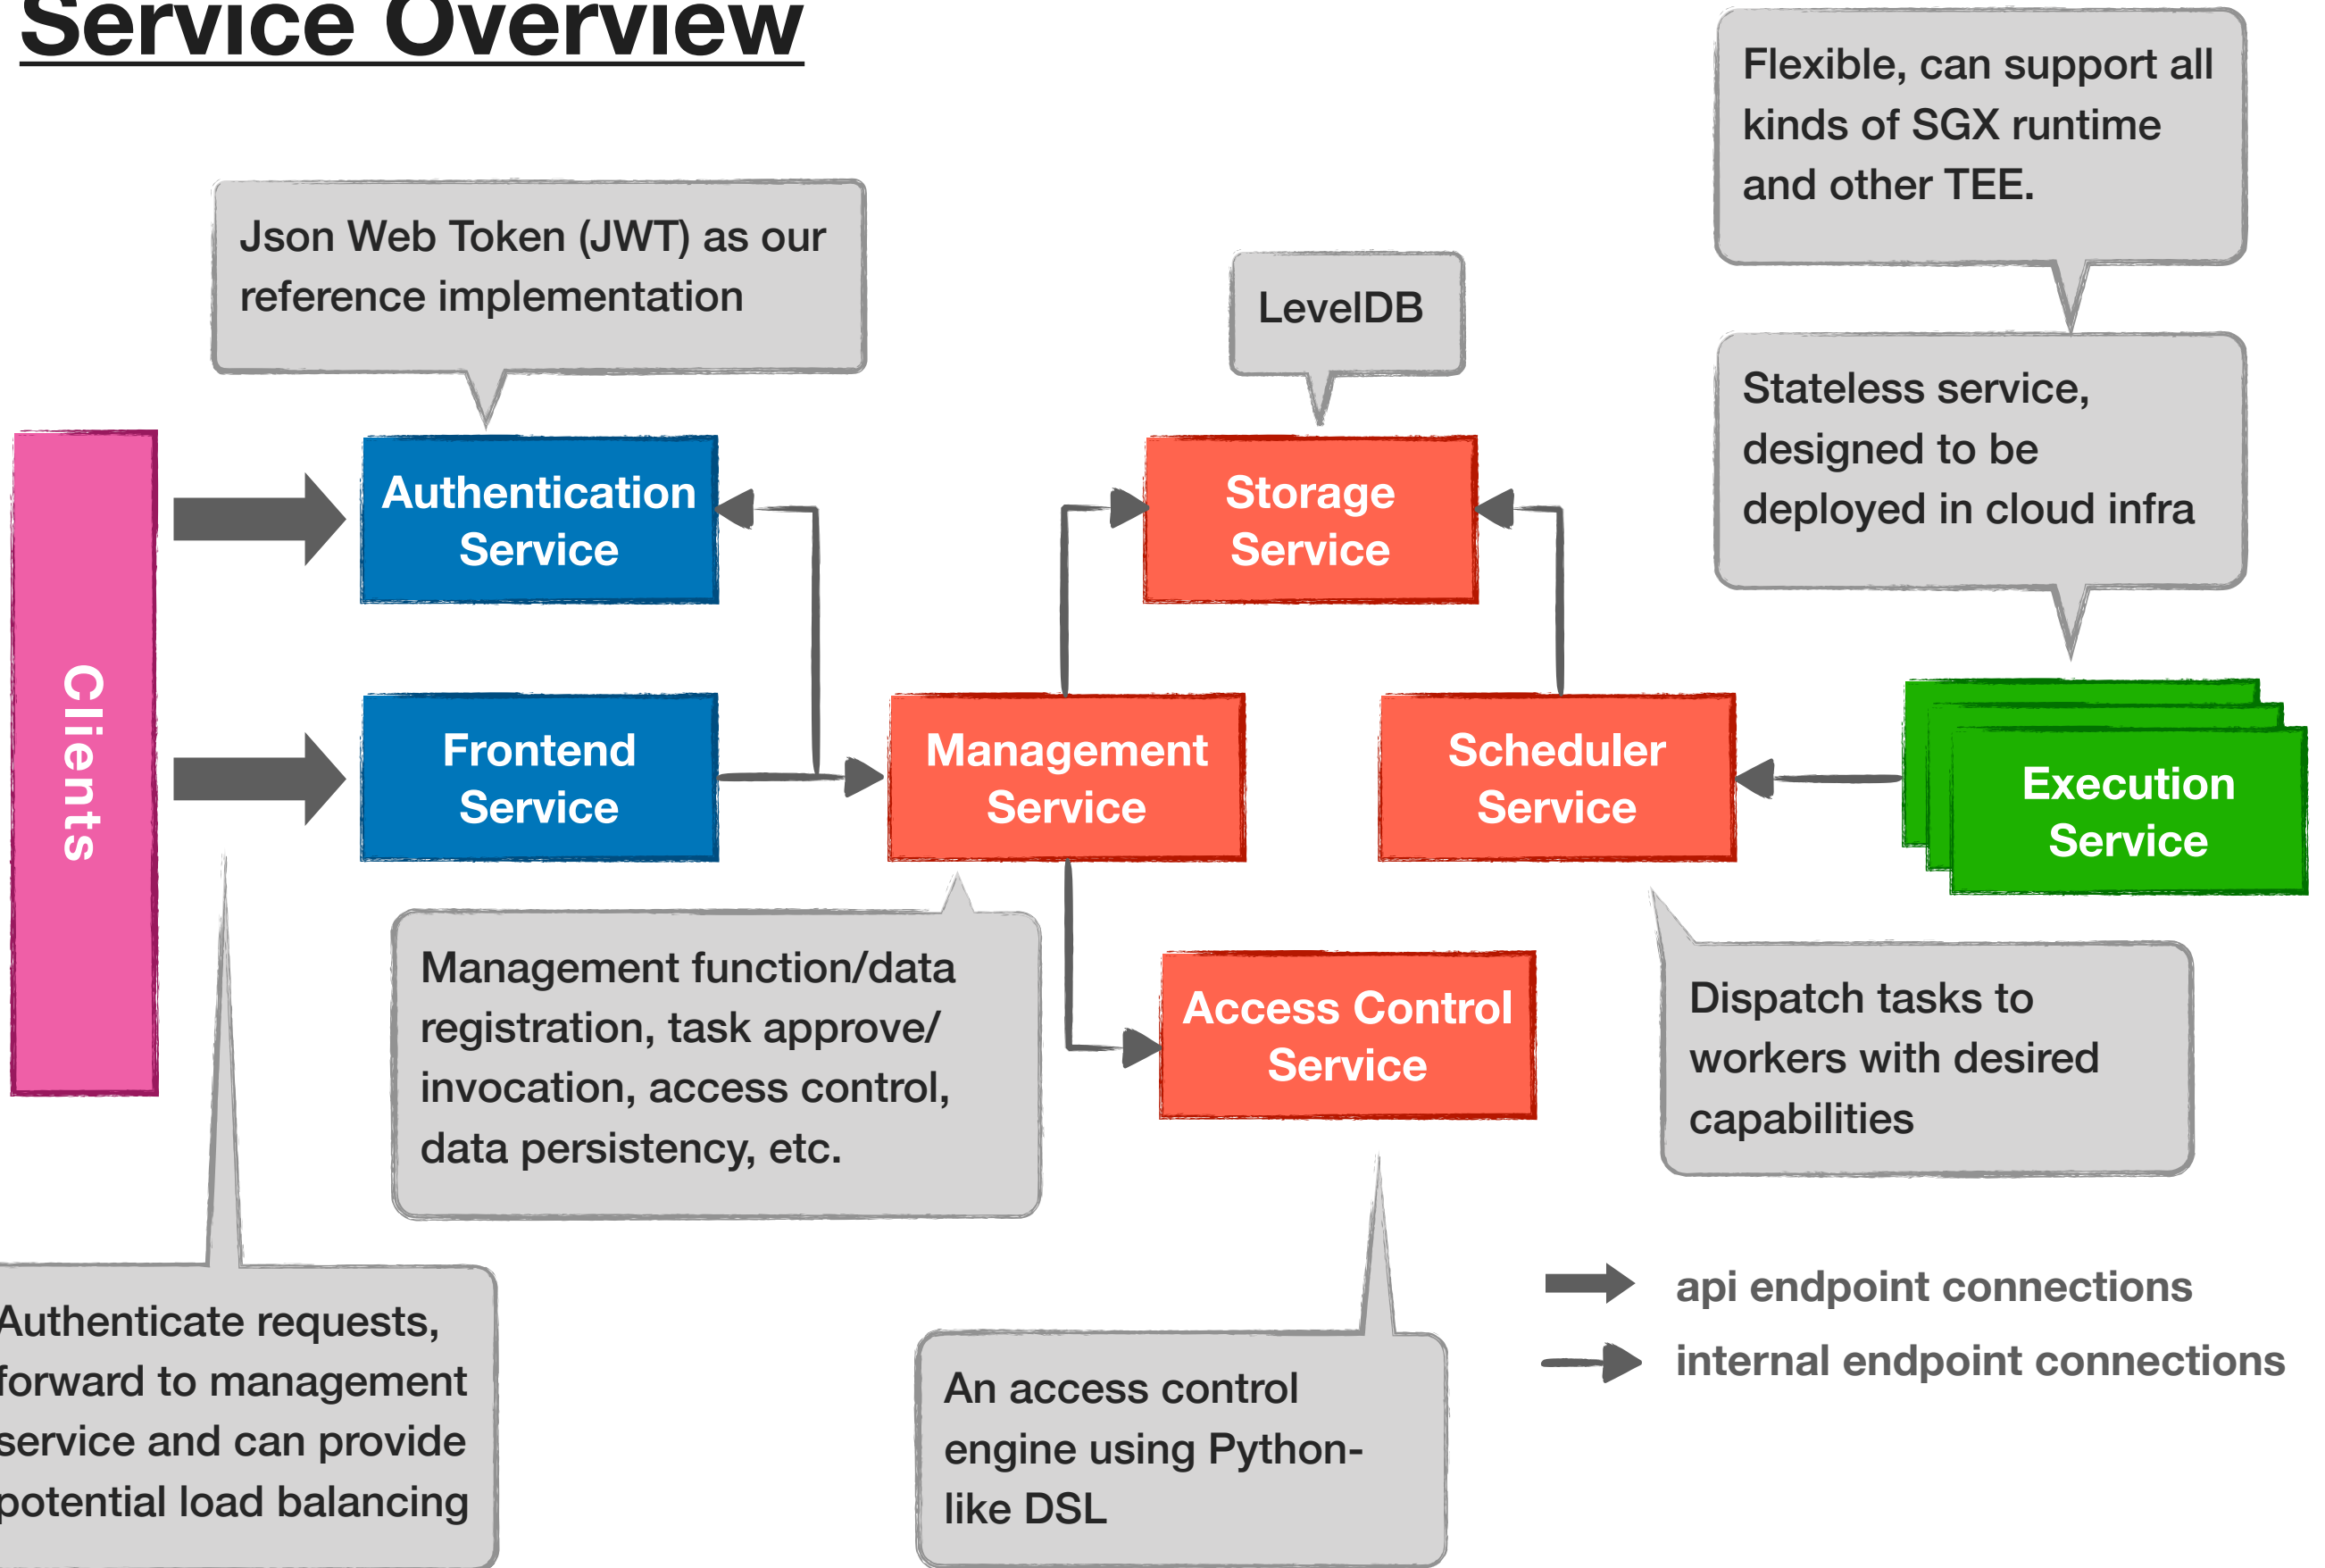 Service Overview
Flexible, can support all
kinds of SGX runtime
and other TEE.
Json Web Token (JWT) as our
reference implementation
LevelDB
Stateless service,
designed to be
deployed in cloud infra
Clients
Authentication
Service
Storage
Service
Frontend
Service
Management
Service
Scheduler
Service
Execution
Service
Management function/data
registration, task approve/
invocation, access control,
data persistency, etc.
Access Control
Service
Dispatch tasks to
workers with desired
capabilities
Authenticate requests,
forward to management
service and can provide
potential load balancing
An access control
engine using Python-
like DSL
api endpoint connections
internal endpoint connections